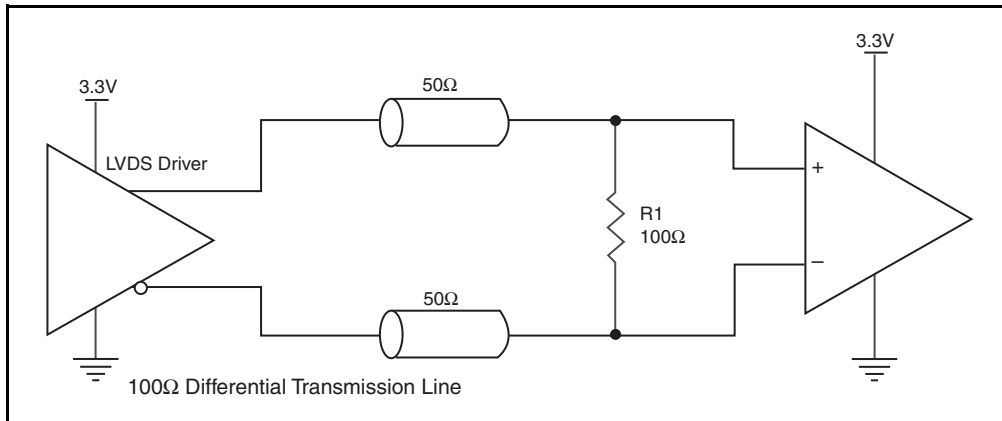 3.3V
3.3V
50Ω
LVDS Driver
+
R1
100Ω
–
50Ω
100Ω Differential Transmission Line